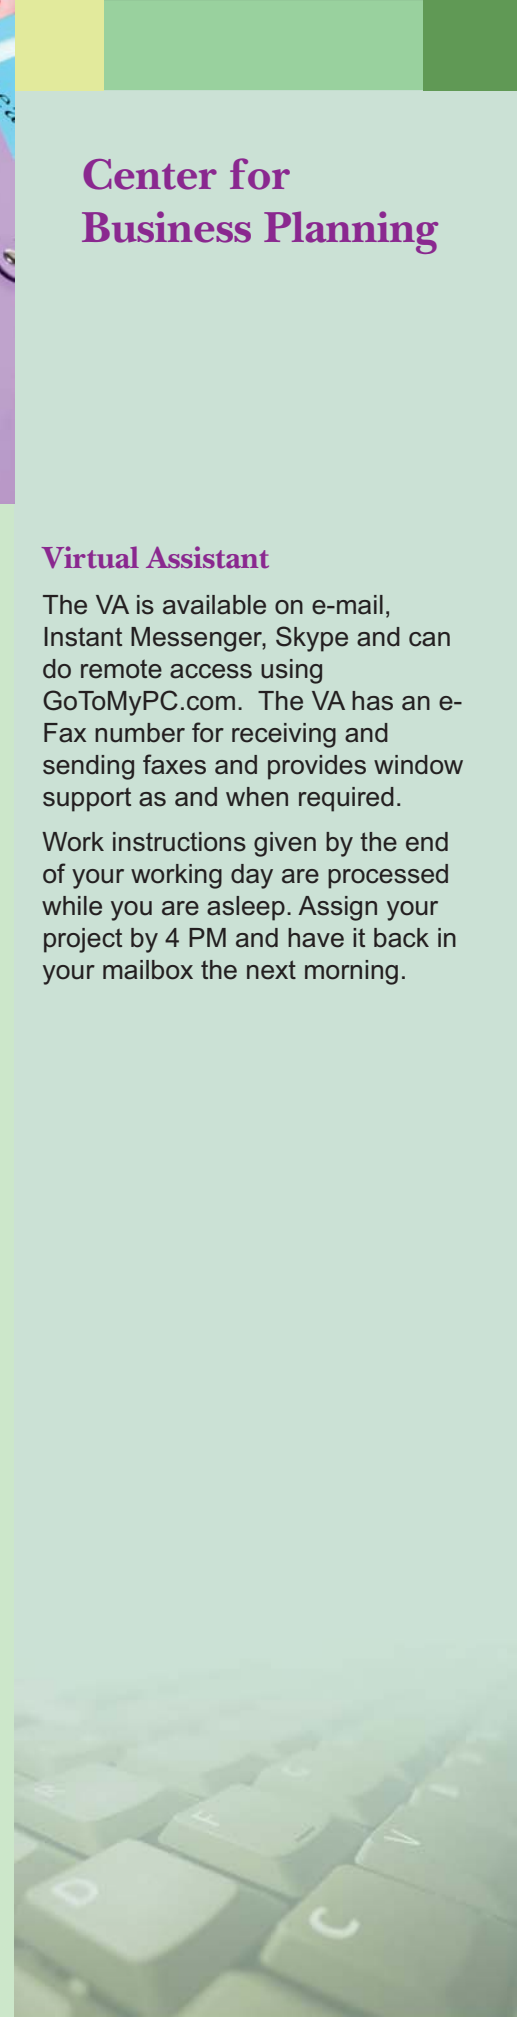 Center for
Business Planning
Virtual Assistant
The VA is available on e-mail,
Instant Messenger, Skype and can
do remote access using
GoToMyPC.com.  The VA has an e-
Fax number for receiving and
sending faxes and provides window
support as and when required.
Work instructions given by the end
of your working day are processed
while you are asleep. Assign your
project by 4 PM and have it back in
your mailbox the next morning.
R
F
G
V
D
C